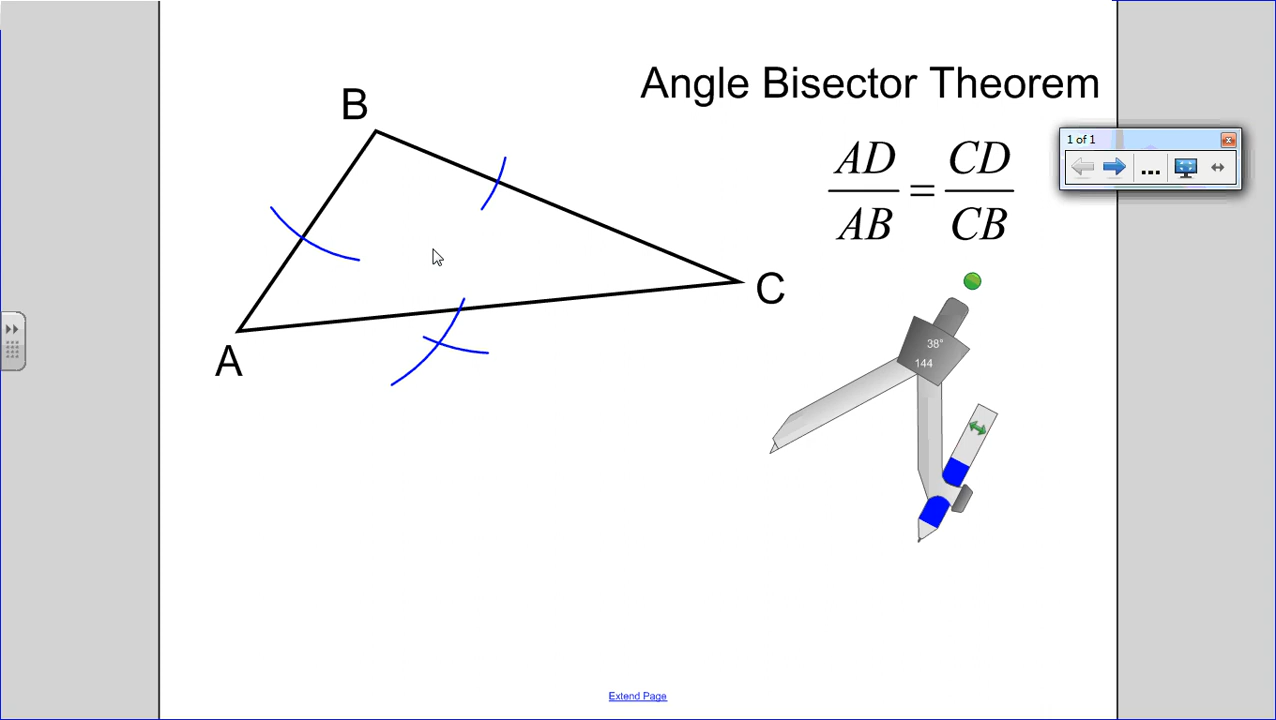 Angle Bisector Theorem
B
1 of 1
AD/AB = CD/CB
...
C
38°
144
A
Extend Page